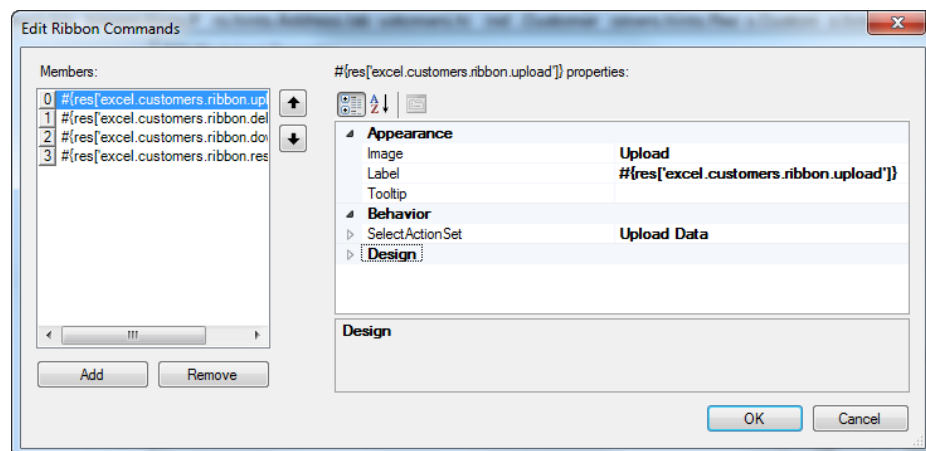 Edit Ribbon Commands
Members:
#{res['excel.customers.ribbon.upload']} properties:
0 #{res['excel.customers.ribbon.upl
1 #{res['excel.customers.ribbon.del
2 #{res['excel.customers.ribbon.do
3 #{res['excel.customers.ribbon.res
A
Z
Appearance
Image Upload
Label #{res['excel.customers.ribbon.upload']}
Tooltip
Behavior
SelectActionSet Upload Data
Design
Design
Add Remove
OK Cancel